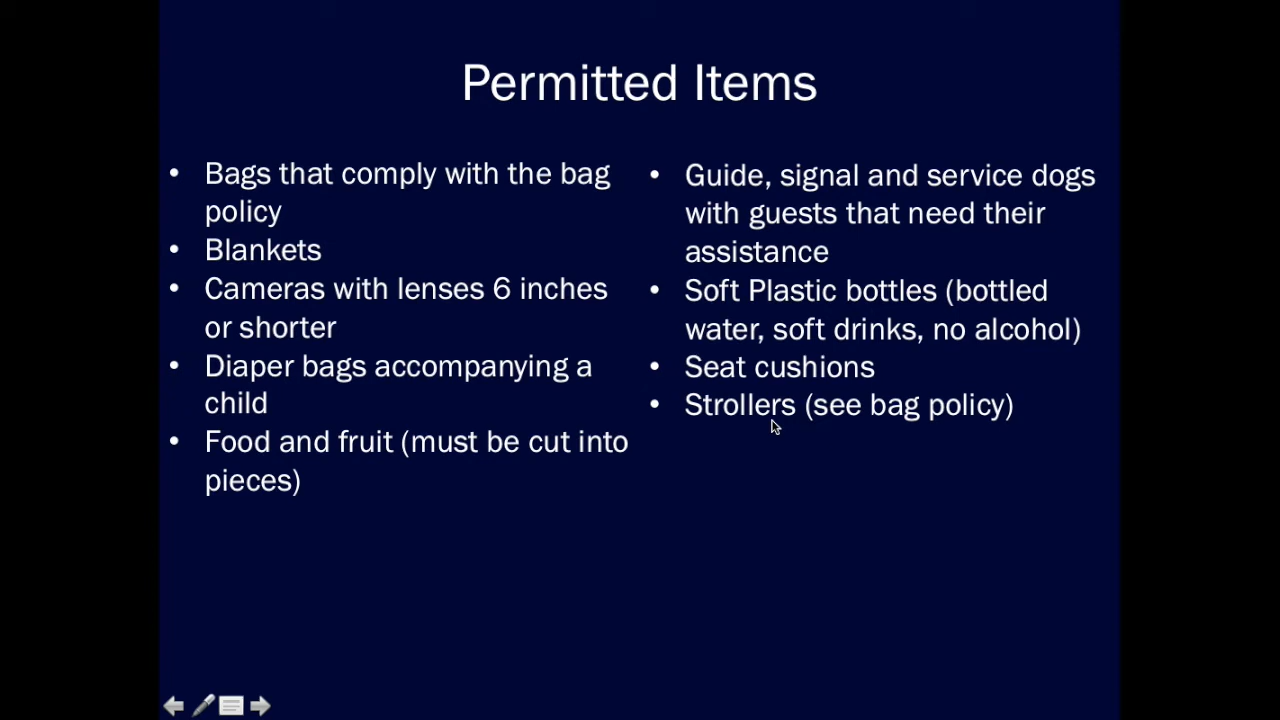 Permitted Items
• Bags that comply with the bag
policy
• Blankets
• Cameras with lenses 6 inches
or shorter
• Diaper bags accompanying a
child
• Food and fruit (must be cut into
pieces)
• Guide, signal and service dogs
with guests that need their
assistance
• Soft Plastic bottles (bottled
water, soft drinks, no alcohol)
• Seat cushions
• Strollers (see bag policy)